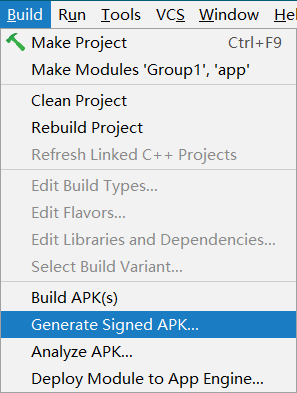 Build Run Tools VCS Window He
Make Project Ctrl+F9
Make Modules 'Group1', 'app'
Clean Project
Rebuild Project
Refresh Linked C++ Projects
Edit Build Types...
Edit Flavors...
Edit Libraries and Dependencies...
Select Build Variant...
Build APK(s)
Generate Signed APK...
Analyze APK...
Deploy Module to App Engine...